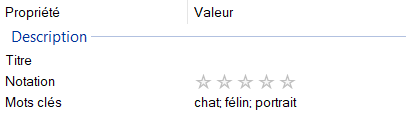 Propriété Valeur
Description
Titre
Notation
Mots clés chat; félin; portrait